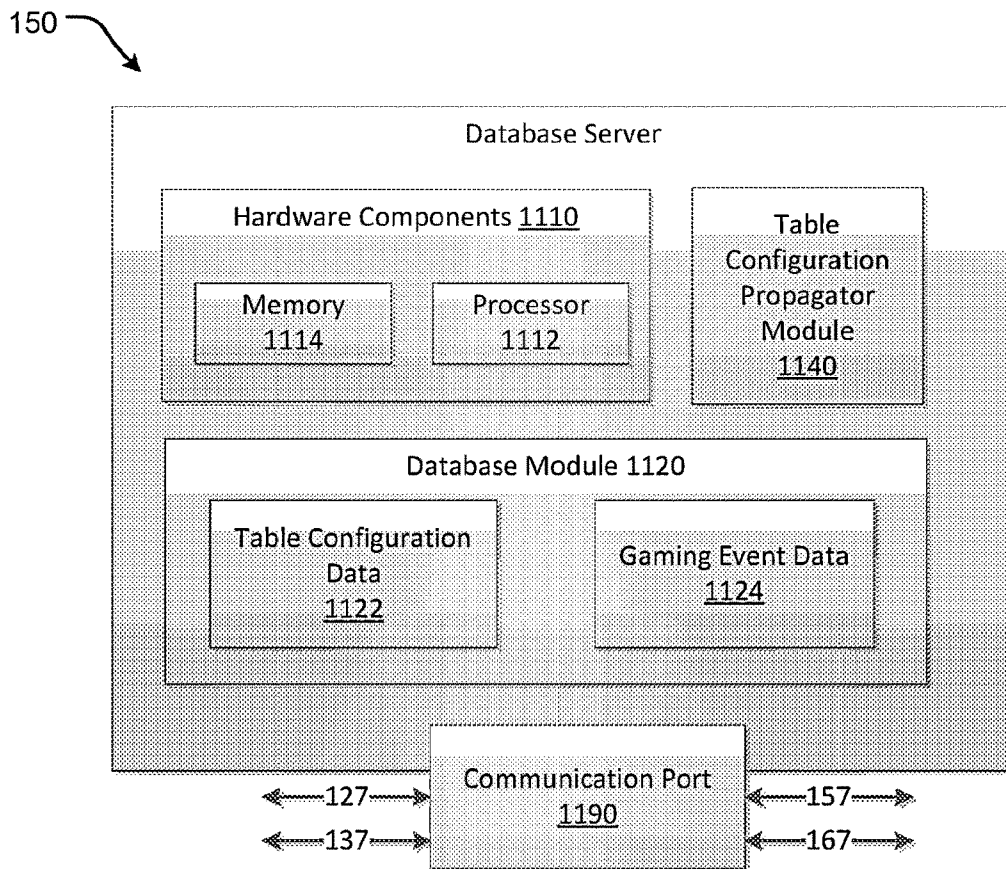 150
Database Server
Hardware Components 1110
Memory
1114
Processor
1112
Table
Configuration
Propagator
Module
1140
Database Module 1120
Table Configuration
Data
1122
Gaming Event Data
1124
Communication Port
1190
127
137
157
167